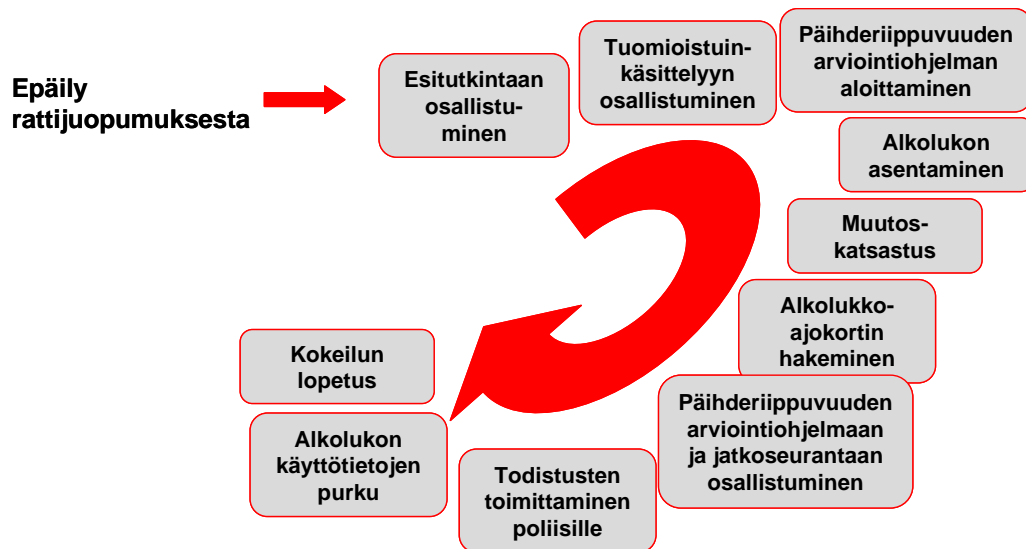 Epäily
rattijuopumuksesta
Esitutkintaan
osallistu-
minen
Tuomioistuin-
käsittelyyn
osallistuminen
Päihderiippuvuuden
arviointiohjelman
aloittaminen
Alkolukon
asentaminen
Muutos-
katsastus
Alkolukko-
ajokortin
hakeminen
Päihderiippuvuuden
arviointiohjelmaan
ja jatkoseurantaan
osallistuminen
Todistusten
toimittaminen
poliisille
Alkolukon
käyttötietojen
purku
Kokeilun
lopetus